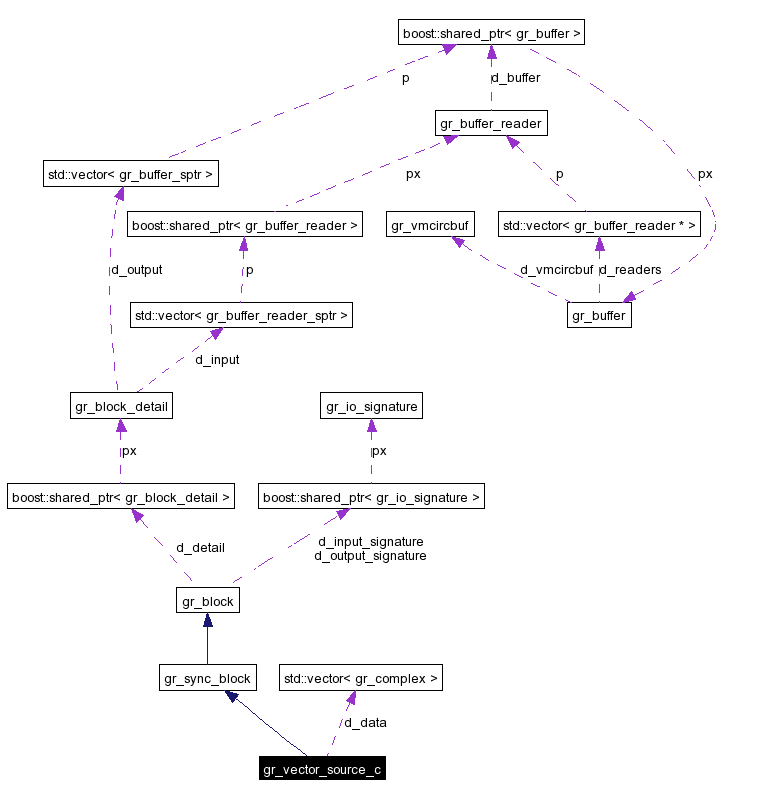 boost::shared_ptr< gr_buffer >
p
d_buffer
gr_buffer_reader
std::vector< gr_buffer_sptr >
px
p
px
boost::shared_ptr< gr_buffer_reader >
gr_vmcircbuf
std::vector< gr_buffer_reader * >
d_output
p
d_vmcircbuf
d_readers
std::vector< gr_buffer_reader_sptr >
gr_buffer
d_input
gr_block_detail
gr_io_signature
px
px
boost::shared_ptr< gr_block_detail >
boost::shared_ptr< gr_io_signature >
d_detail
d_input_signature
d_output_signature
gr_block
gr_sync_block
std::vector< gr_complex >
d_data
gr_vector_source_c